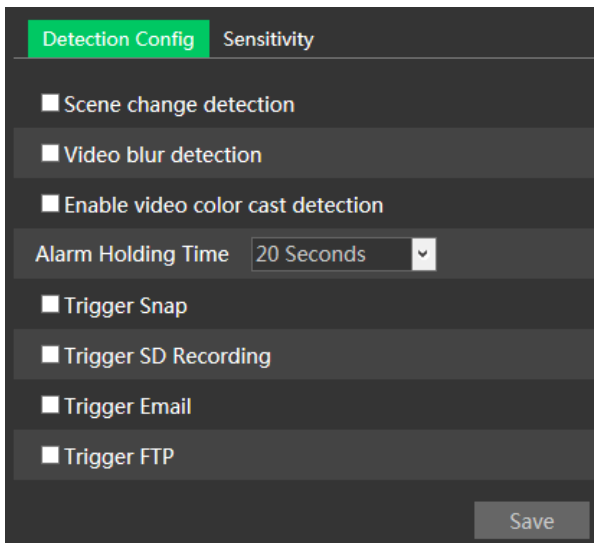 Detection Config Sensitivity
Scene change detection
Video blur detection
Enable video color cast detection
Alarm Holding Time 20 Seconds
Trigger Snap
Trigger SD Recording
Trigger Email
Trigger FTP
Save